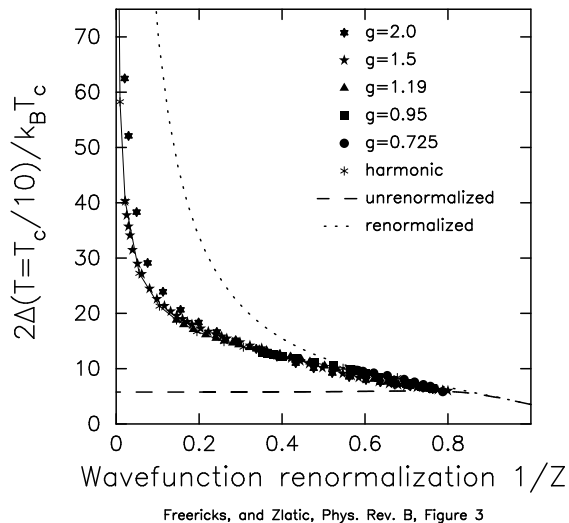 70
60
50
40
30
20
10
0
2Δ(T=T_c/10)/k_BT_c
g=2.0
g=1.5
g=1.19
g=0.95
g=0.725
harmonic
unrenormalized
renormalized
0 0.2 0.4 0.6 0.8
Wavefunction renormalization 1/Z
Freericks, and Zlatic, Phys. Rev. B, Figure 3